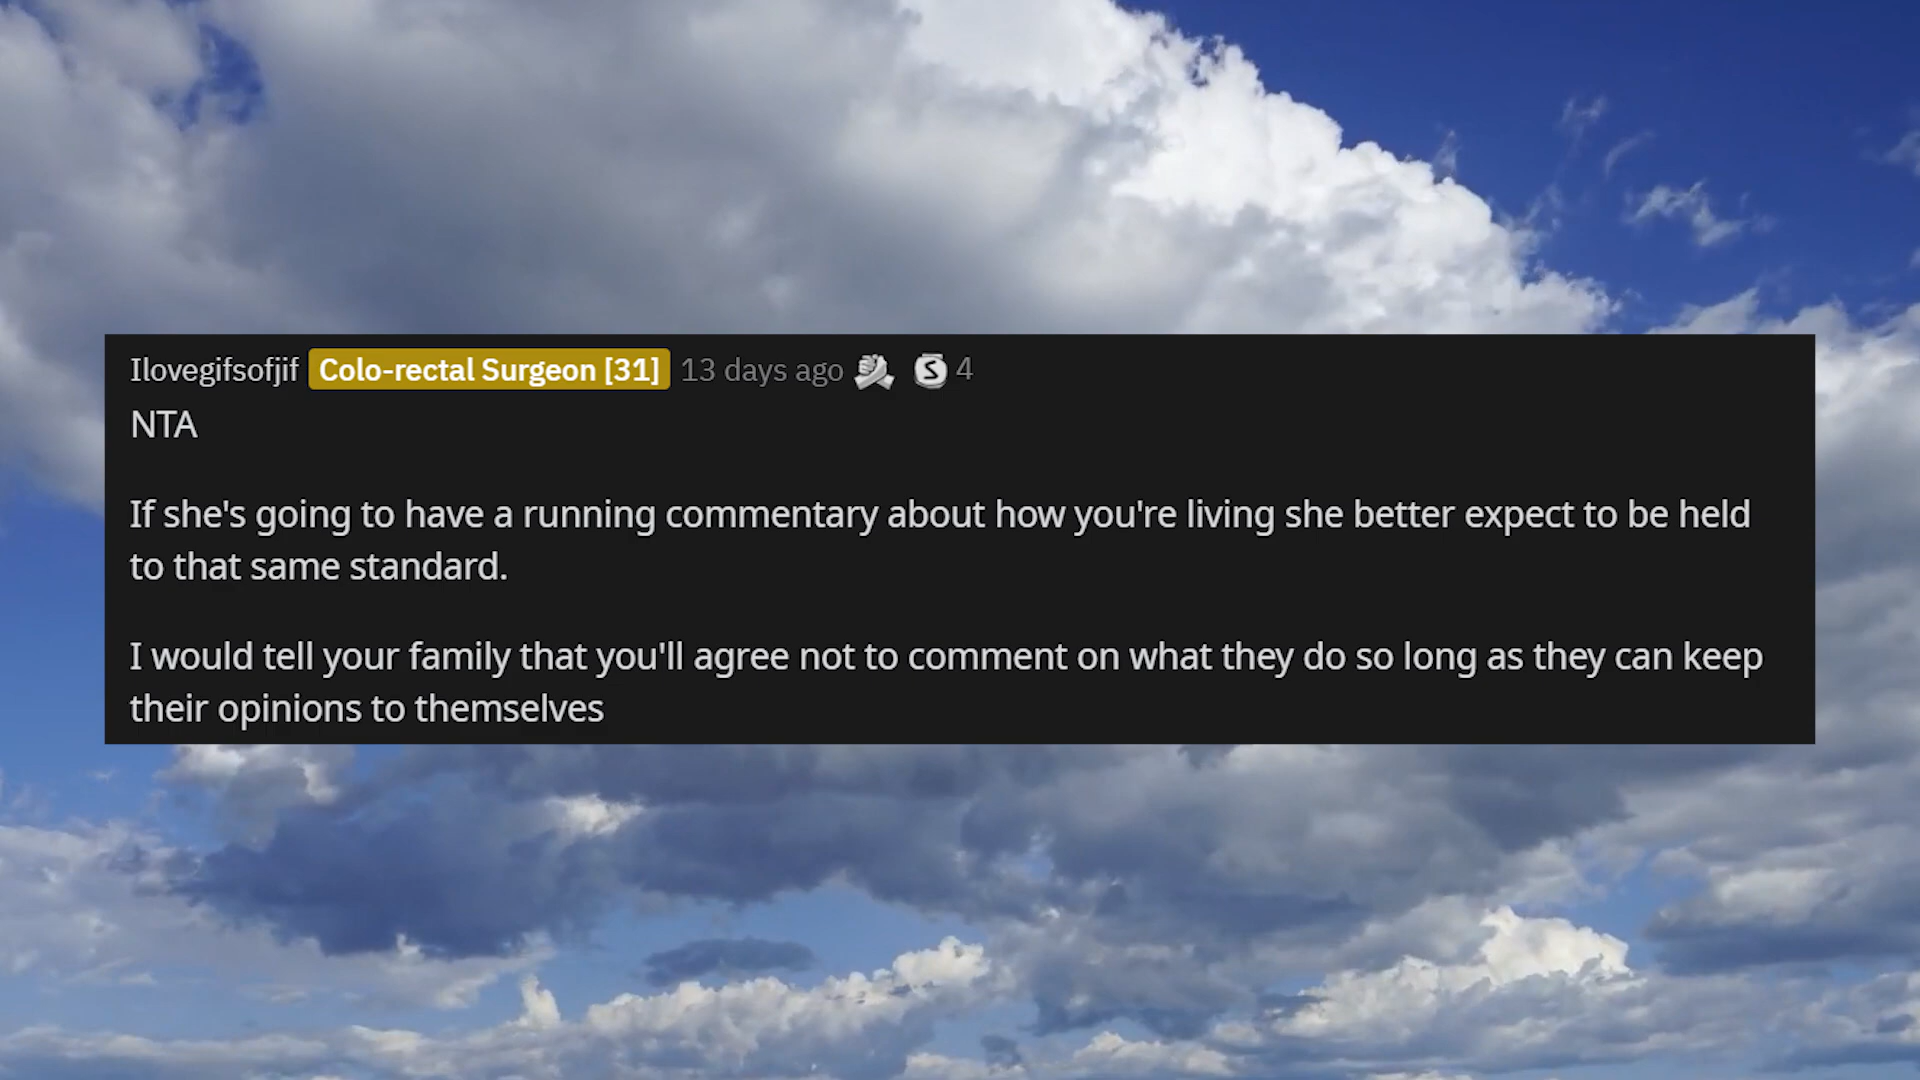 Ilovegifsofjif Colo-rectal Surgeon [31] 13 days ago S 4
NTA
If she's going to have a running commentary about how you're living she better expect to be held
to that same standard.
I would tell your family that you'll agree not to comment on what they do so long as they can keep
their opinions to themselves